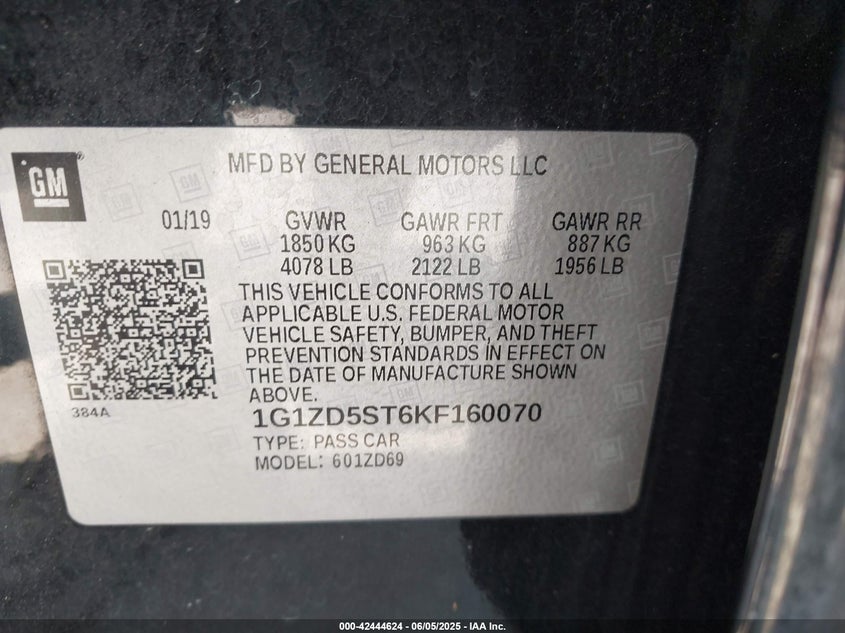 GM
MFD BY GENERAL MOTORS LLC
01/19 GVWR GAWR FRT GAWR RR
1850 KG 963 KG 887 KG
4078 LB 2122 LB 1956 LB
THIS VEHICLE CONFORMS TO ALL
APPLICABLE U.S. FEDERAL MOTOR
VEHICLE SAFETY, BUMPER, AND THEFT
PREVENTION STANDARDS IN EFFECT ON
THE DATE OF MANUFACTURE SHOWN
ABOVE.
384A
1G1ZD5ST6KF160070
TYPE: PASS CAR
MODEL: 601ZD69
000-42444624 - 06/05/2025 - IAA Inc.